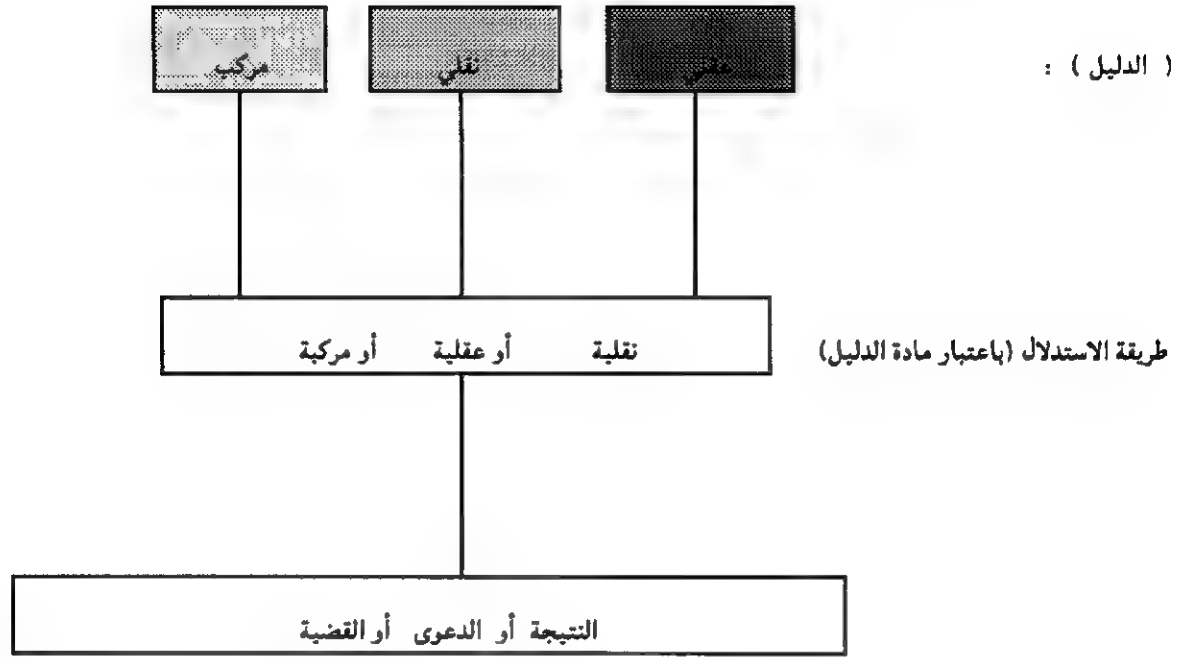 ( الدليل ) : عقلي نقلي مركب
طريقة الاستدلال (باعتبار مادة الدليل) نقلية أو عقلية أو مركبة
النتيجة أو الدعوى أو القضية